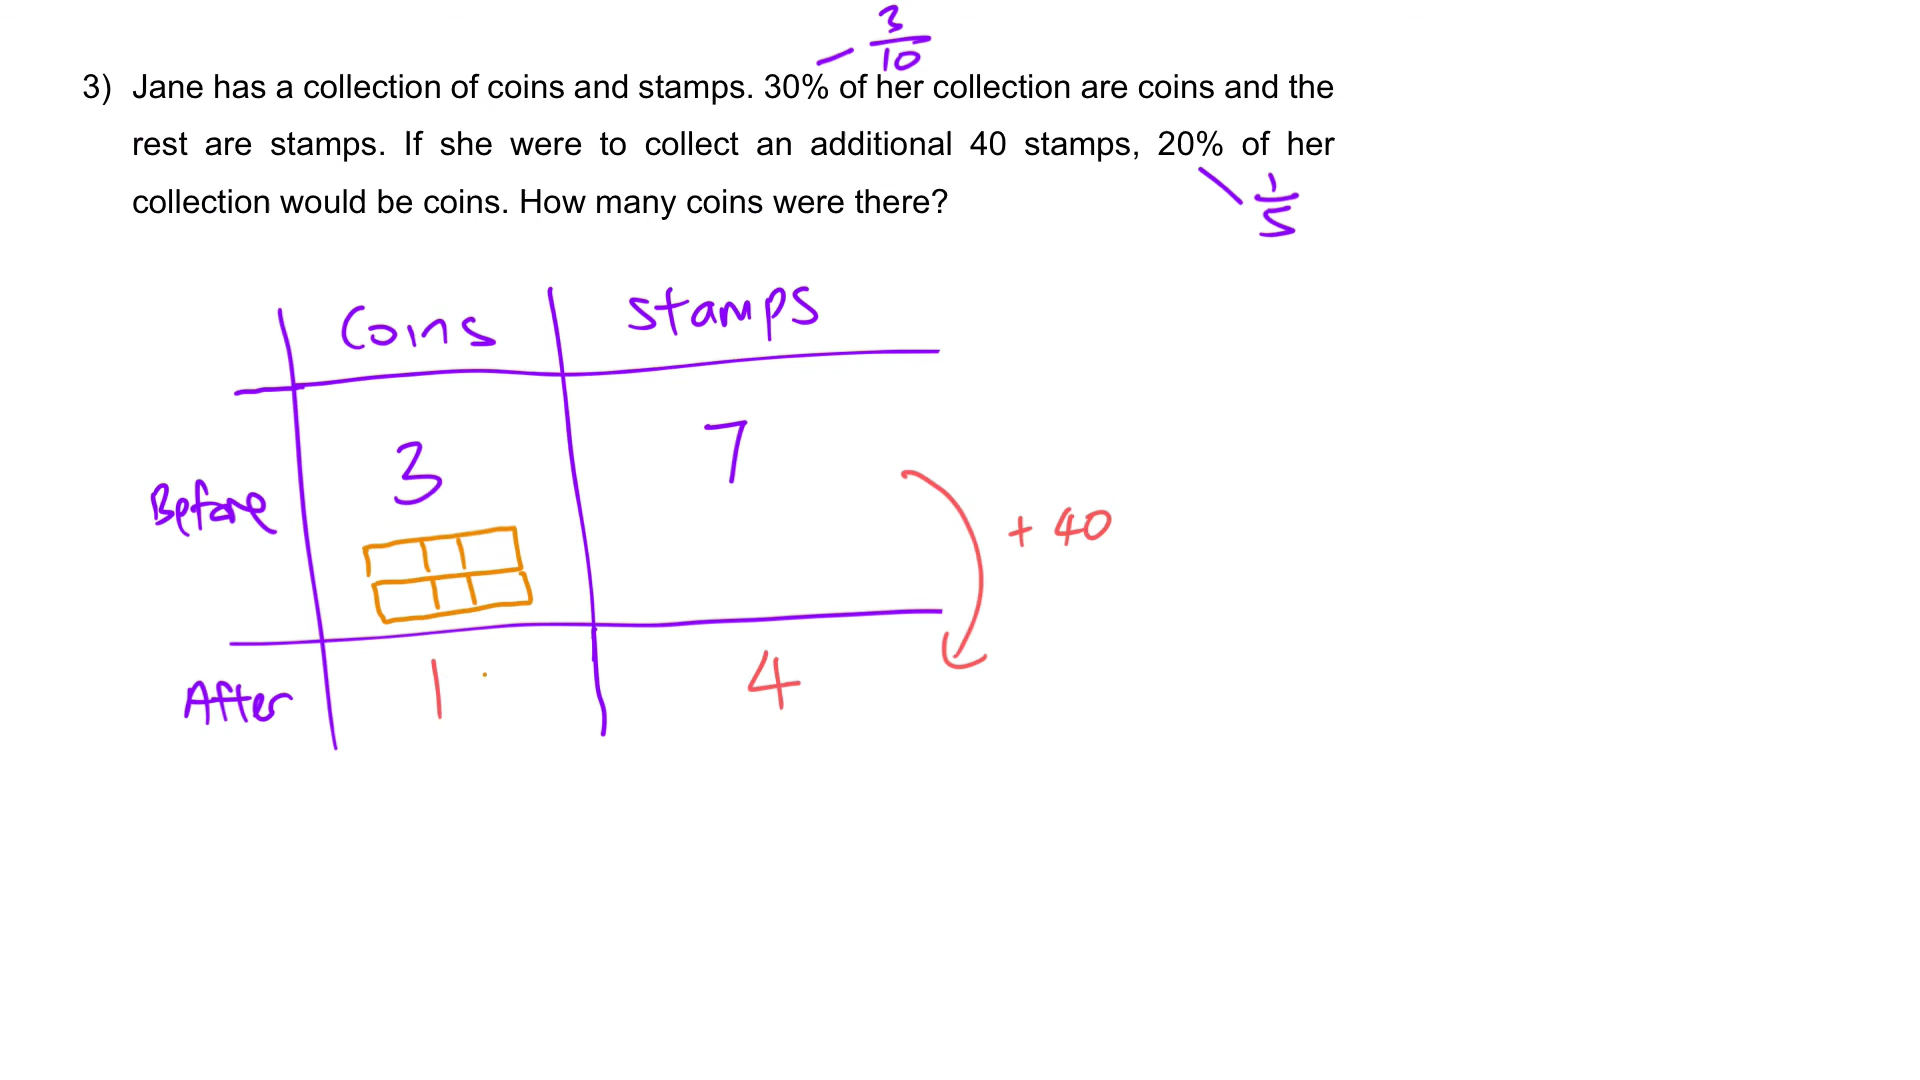 - 3/10
3) Jane has a collection of coins and stamps. 30% of her collection are coins and the
rest are stamps. If she were to collect an additional 40 stamps, 20% of her
collection would be coins. How many coins were there?
1/5
Coins stamps
Before 3 7
+ 40
After 1 4